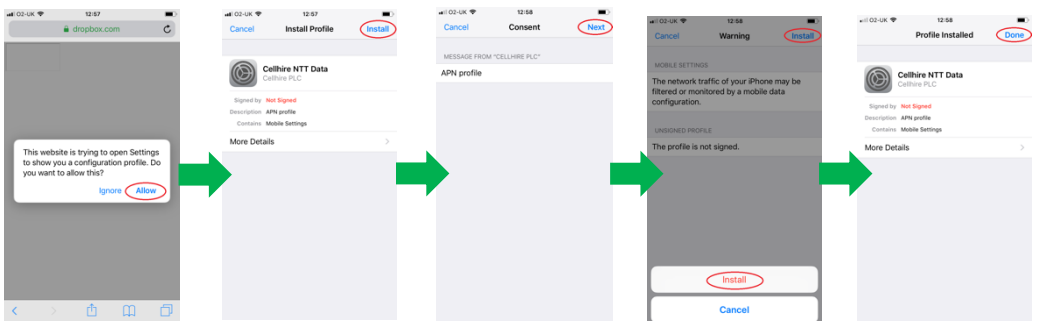 O2-UK 12:57
dropbox.com
This website is trying to open Settings
to show you a configuration profile. Do
you want to allow this?
Ignore Allow
O2-UK 12:57
Cancel Install Profile Install
Cellhire NTT Data
Cellhire PLC
Signed by Not Signed
Description APN profile
Contains Mobile Settings
More Details
O2-UK 12:58
Cancel Consent Next
MESSAGE FROM "CELLHIRE PLC"
APN profile
O2-UK 12:58
Cancel Warning Install
MOBILE SETTINGS
The network traffic of your iPhone may be
filtered or monitored by a mobile data
configuration.
UNSIGNED PROFILE
The profile is not signed.
Install
Cancel
O2-UK 12:58
Profile Installed Done
Cellhire NTT Data
Cellhire PLC
Signed by Not Signed
Description APN profile
Contains Mobile Settings
More Details